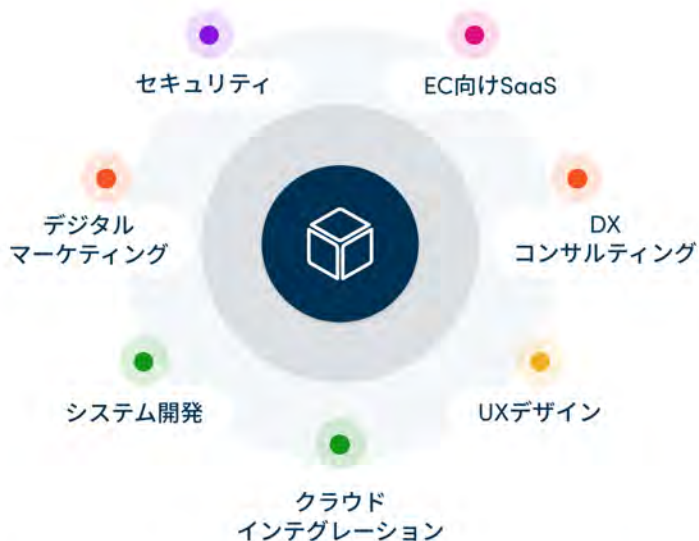 セキュリティ
EC向けSaaS
デジタル
マーケティング
DX
コンサルティング
システム開発
UXデザイン
クラウド
インテグレーション